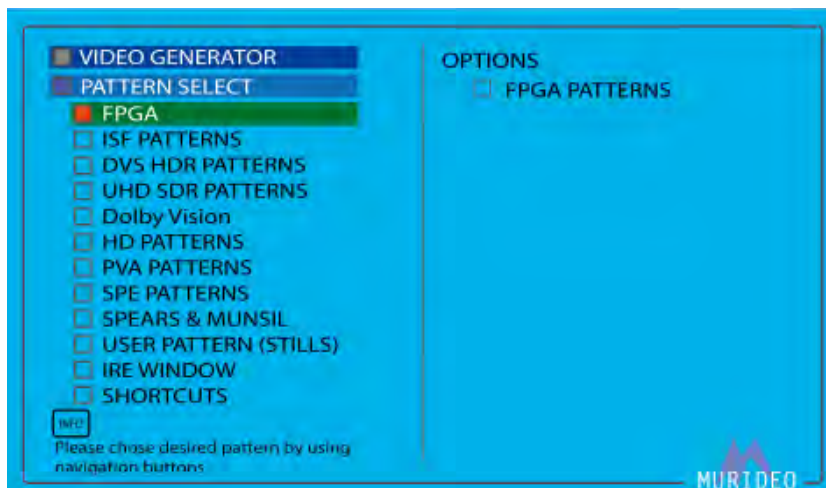 VIDEO GENERATOR
PATTERN SELECT
FPGA
ISF PATTERNS
DVS HDR PATTERNS
UHD SDR PATTERNS
Dolby Vision
HD PATTERNS
PVA PATTERNS
SPE PATTERNS
SPEARS & MUNSIL
USER PATTERN (STILLS)
IRE WINDOW
SHORTCUTS
INFO
Please chose desired pattern by using
navigation buttons
OPTIONS
FPGA PATTERNS
MURIDEO